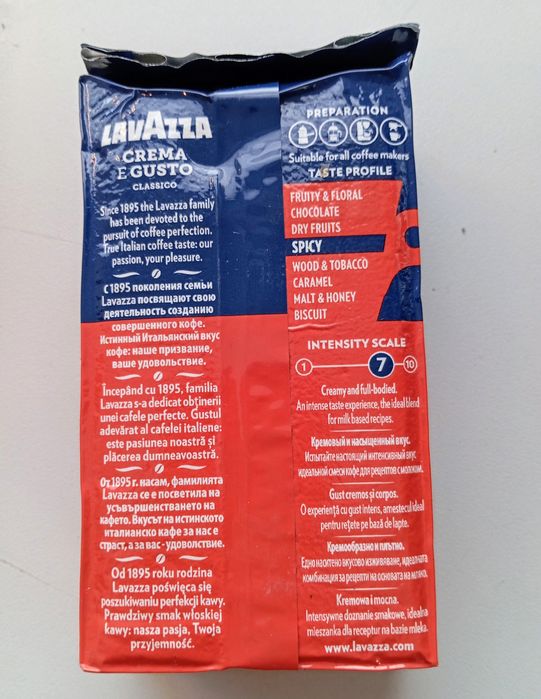 LAVAZZA
CREMA
E GUSTO
CLASSICO
Since 1895 the Lavazza family
has been devoted to the
pursuit of coffee perfection.
True Italian coffee taste: our
passion, your pleasure.
С 1895 поколения семьи
Lavazza посвящают свою
деятельность созданию
совершенного кофе.
Истинный Итальянский вкус
кофе: наше призвание,
ваше удовольствие.
Începând cu 1895, familia
Lavazza s-a dedicat obținerii
unei cafele perfecte. Gustul
adevărat al cafelei italiene:
este pasiunea noastră și
plăcerea dumneavoastră.
От 1895 г. насам, фамилията
Lavazza се е посветила на
усъвършенстването на
кафето. Вкусът на истинското
италианско кафе за нас е
страст, а за вас - удоволствие.
Od 1895 roku rodzina
Lavazza poświęca się
poszukiwaniu perfekcji kawy.
Prawdziwy smak włoskiej
kawy: nasza pasja, Twoja
przyjemność.
PREPARATION
Suitable for all coffee makers
TASTE PROFILE
FRUITY & FLORAL
CHOCOLATE
DRY FRUITS
SPICY
WOOD & TOBACCO
CARAMEL
MALT & HONEY
BISCUIT
INTENSITY SCALE
1 7 10
Creamy and full-bodied.
An intense taste experience, the ideal blend
for milk based recipes.
Кремовый и насыщенный вкус.
Испытайте настоящий интенсивный вкус
идеальной смеси кофе для рецептов с молоком.
Gust cremos și corpos.
O experiență cu gust intens, amestecul ideal
pentru rețete pe bază de lapte.
Кремообразно и плътно.
Едно наситено вкусово изживяване, идеалната
комбинация за рецепти на основата на мляко.
Kremowa i mocna.
Intensywne doznanie smakowe, idealna
mieszanka dla receptur na bazie mleka.
www.lavazza.com